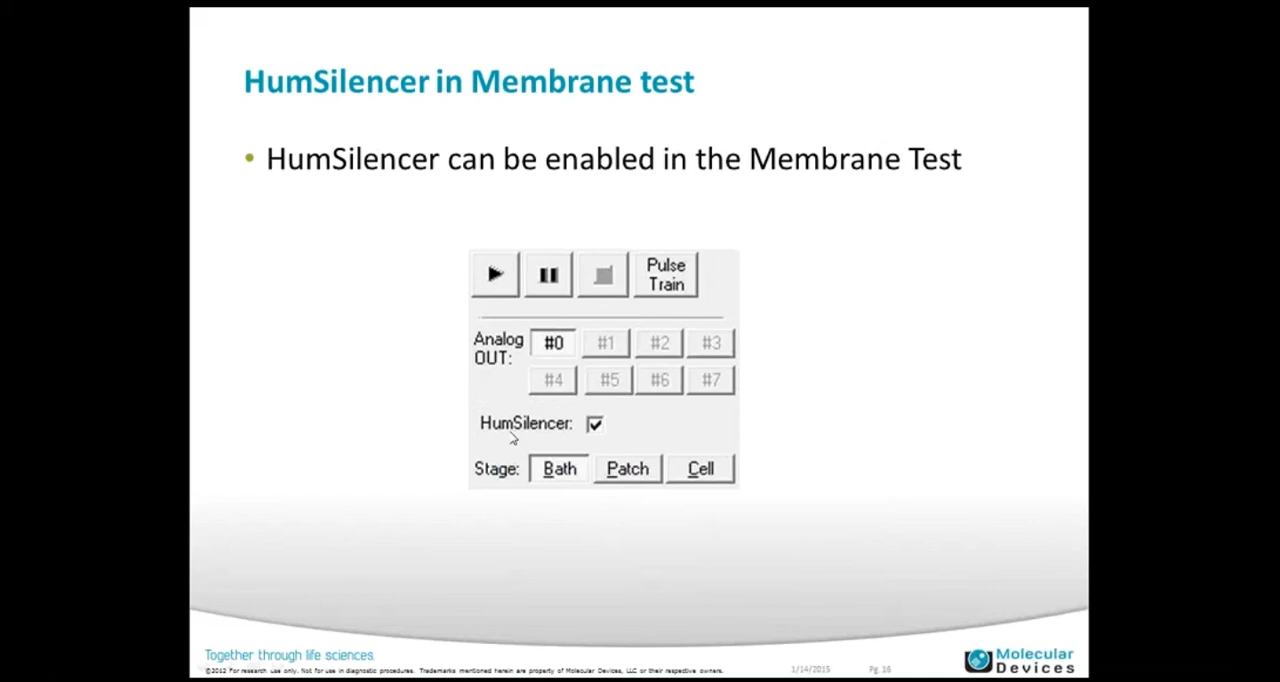 HumSilencer in Membrane test
• HumSilencer can be enabled in the Membrane Test
Pulse
Train
Analog
OUT:
#0 #1 #2 #3
#4 #5 #6 #7
HumSilencer:
Stage: Bath Patch Cell
Together through life sciences.
©2012 For research use only. Not for use in diagnostic procedures. Trademarks mentioned herein are property of Molecular Devices, LLC or their respective owners.
1/14/2015 Pg. 16
Molecular
Devices